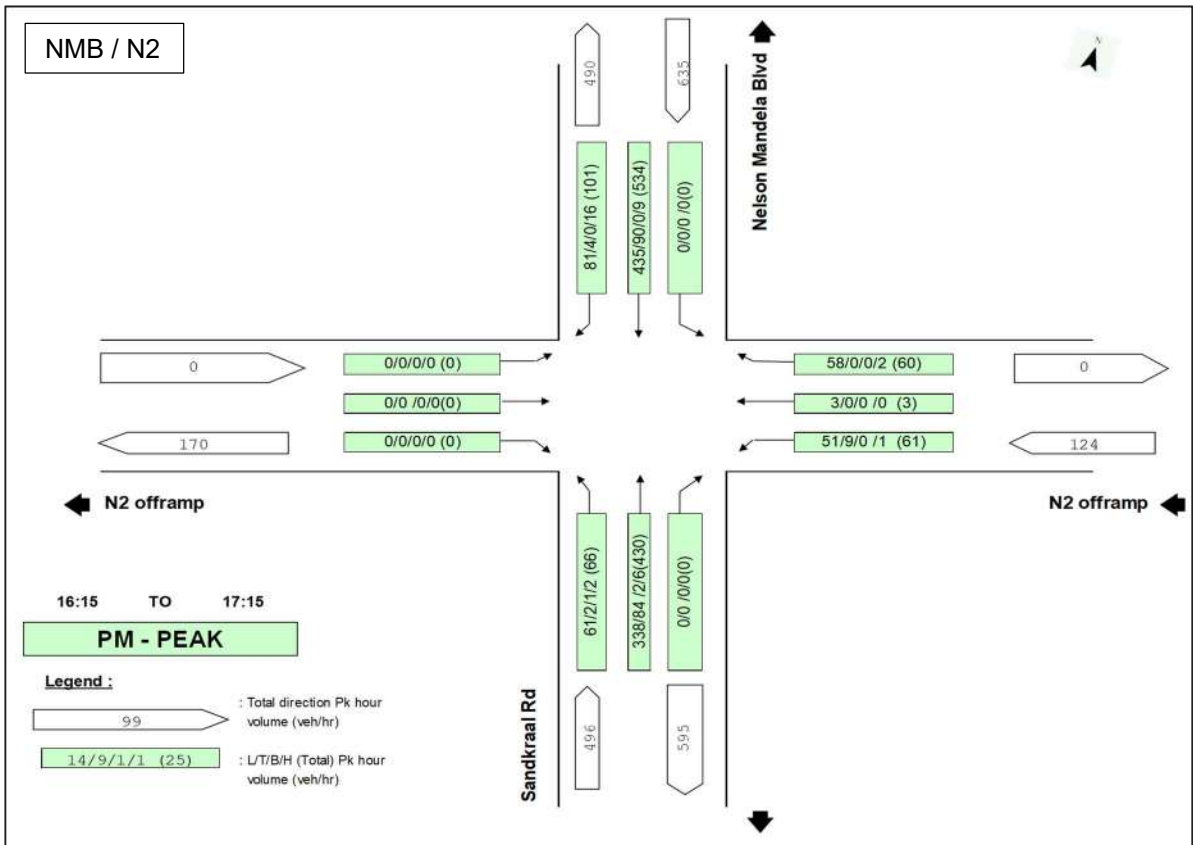 NMB / N2
N
490
635
Nelson Mandela Blvd
81/4/0/16 (101)
435/90/0/9 (534)
0/0/0 /0(0)
0
0/0/0/0 (0)
58/0/0/2 (60)
0
0/0 /0/0(0)
3/0/0 /0 (3)
170
0/0/0/0 (0)
51/9/0 /1 (61)
124
N2 offramp
N2 offramp
61/2/1/2 (66)
338/84 /2/6(430)
0/0 /0/0(0)
16:15 TO 17:15
PM - PEAK
Legend :
99
: Total direction Pk hour
volume (veh/hr)
14/9/1/1 (25)
: L/T/B/H (Total) Pk hour
volume (veh/hr)
Sandkraal Rd
496
595